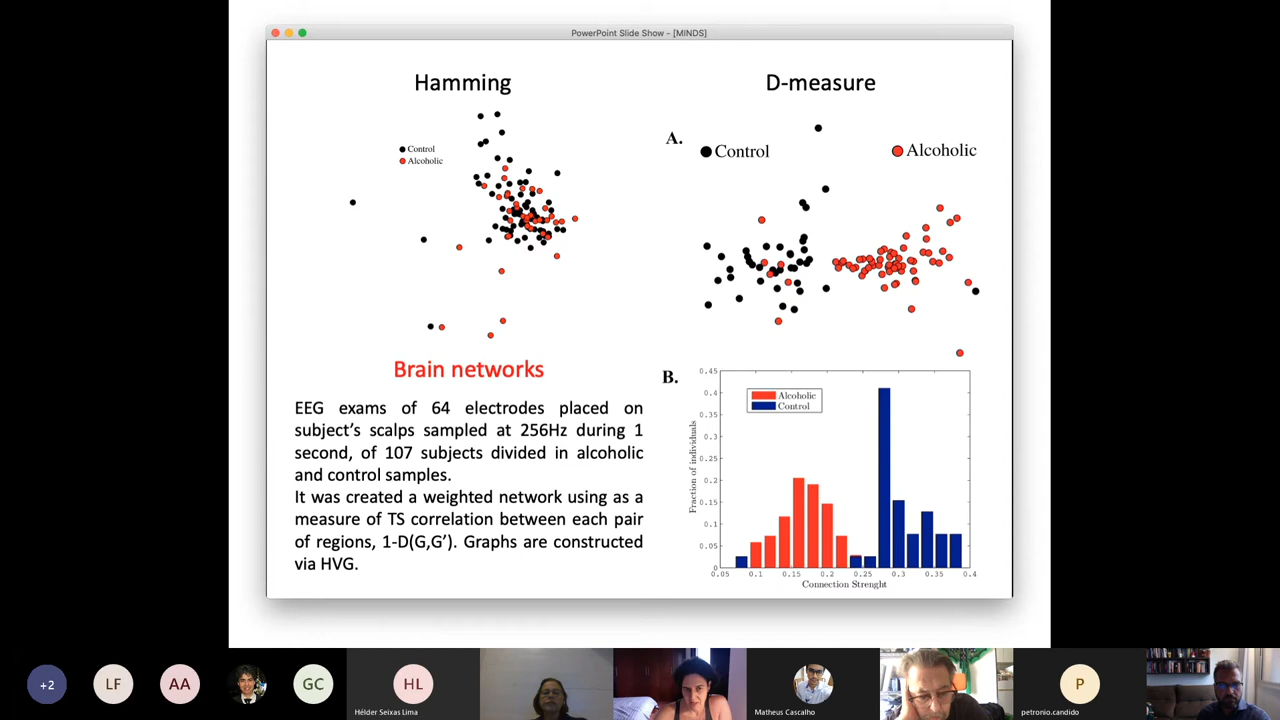 PowerPoint Slide Show - [MINDS]
Hamming
Control
Alcoholic
D-measure
A.
Control
Alcoholic
Brain networks
EEG exams of 64 electrodes placed on
subject's scalps sampled at 256Hz during 1
second, of 107 subjects divided in alcoholic
and control samples.
It was created a weighted network using as a
measure of TS correlation between each pair
of regions, 1-D(G,G'). Graphs are constructed
via HVG.
B.
Alcoholic
Control
Fraction of individuals
0.45
0.4
0.35
0.3
0.25
0.2
0.15
0.1
0.05
0
0.05 0.1 0.15 0.2 0.25 0.3 0.35 0.4
Connection Strenght
+2
LF
AA
GC
HL
Hélder Seixas Lima
Matheus Cascalho
P
petronio.candido